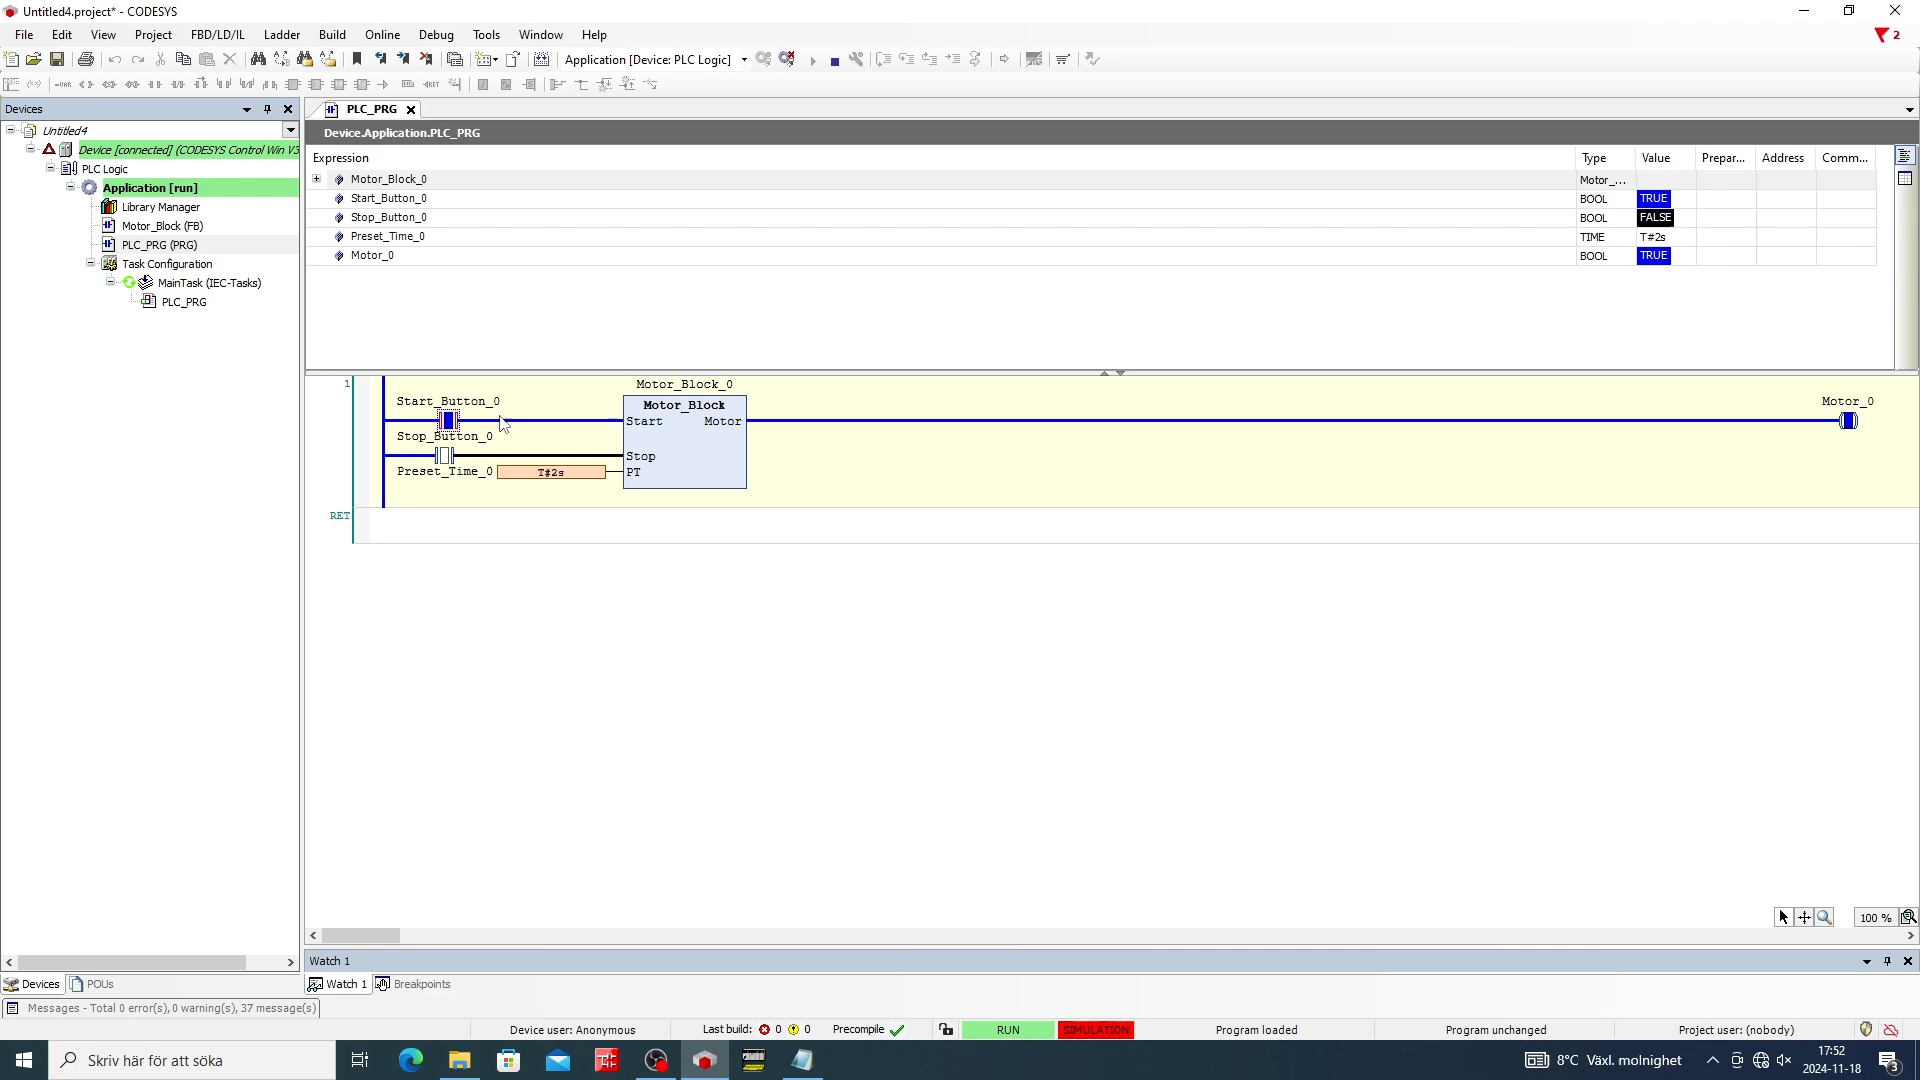 Untitled4.project* - CODESYS
File Edit View Project FBD/LD/IL Ladder Build Online Debug Tools Window Help
2
Application [Device: PLC Logic]
Devices
PLC_PRG
Untitled4
Device.Application.PLC_PRG
Device [connected] (CODESYS Control Win V3
Expression Type Value Prepar... Address Comm...
PLC Logic
Motor_Block_0 Motor_...
Application [run]
Start_Button_0 BOOL TRUE
Library Manager
Stop_Button_0 BOOL FALSE
Motor_Block (FB)
Preset_Time_0 TIME T#2s
PLC_PRG (PRG)
Motor_0 BOOL TRUE
Task Configuration
MainTask (IEC-Tasks)
PLC_PRG
1
Motor_Block_0
Start_Button_0
Motor_Block
Motor_0
Start Motor
Stop_Button_0
Stop
Preset_Time_0 T#2s PT
RET
100 %
Watch 1
Devices POUs
Watch 1 Breakpoints
Messages - Total 0 error(s), 0 warning(s), 37 message(s)
Device user: Anonymous Last build: 0 0 Precompile RUN SIMULATION Program loaded Program unchanged Project user: (nobody)
Skriv här för att söka
8°C Växl. molnighet
17:52
2024-11-18
3